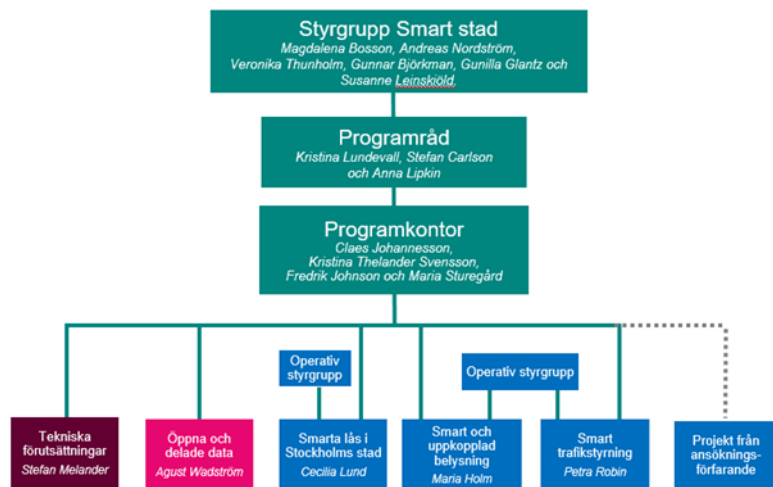 Styrgrupp Smart stad
Magdalena Bosson, Andreas Nordström,
Veronika Thunholm, Gunnar Björkman, Gunilla Glantz och
Susanne Leinskiöld.
Programråd
Kristina Lundevall, Stefan Carlson
och Anna Lipkin
Programkontor
Claes Johannesson,
Kristina Thelander Svensson,
Fredrik Johnson och Maria Sturegård
Operativ
styrgrupp
Operativ styrgrupp
Tekniska
förutsättningar
Stefan Melander
Öppna och
delade data
Agust Wadström
Smarta lås i
Stockholms stad
Cecilia Lund
Smart och
uppkopplad
belysning
Maria Holm
Smart
trafikstyrning
Petra Robin
Projekt från
ansöknings-
förfarande